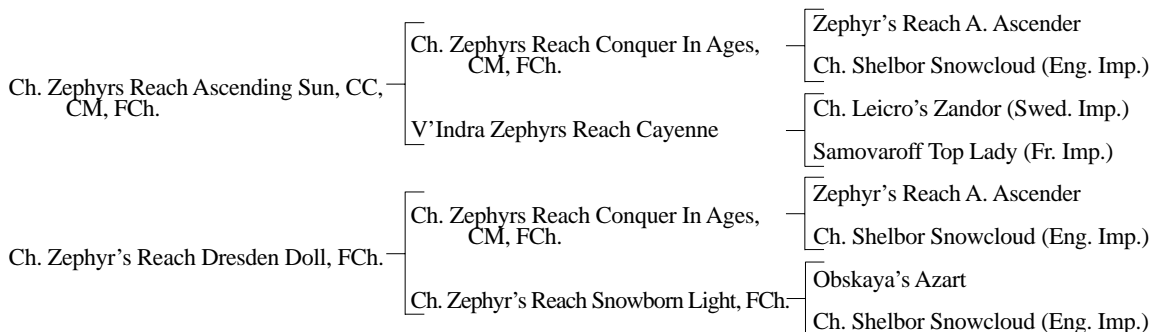 Zephyr’s Reach A. Ascender
Ch. Zephyrs Reach Conquer In Ages,
CM, FCh.
Ch. Shelbor Snowcloud (Eng. Imp.)
Ch. Zephyrs Reach Ascending Sun, CC,
CM, FCh.
Ch. Leicro’s Zandor (Swed. Imp.)
V’Indra Zephyrs Reach Cayenne
Samovaroff Top Lady (Fr. Imp.)
Zephyr’s Reach A. Ascender
Ch. Zephyrs Reach Conquer In Ages,
CM, FCh.
Ch. Shelbor Snowcloud (Eng. Imp.)
Ch. Zephyr’s Reach Dresden Doll, FCh.
Obskaya’s Azart
Ch. Zephyr’s Reach Snowborn Light, FCh.
Ch. Shelbor Snowcloud (Eng. Imp.)